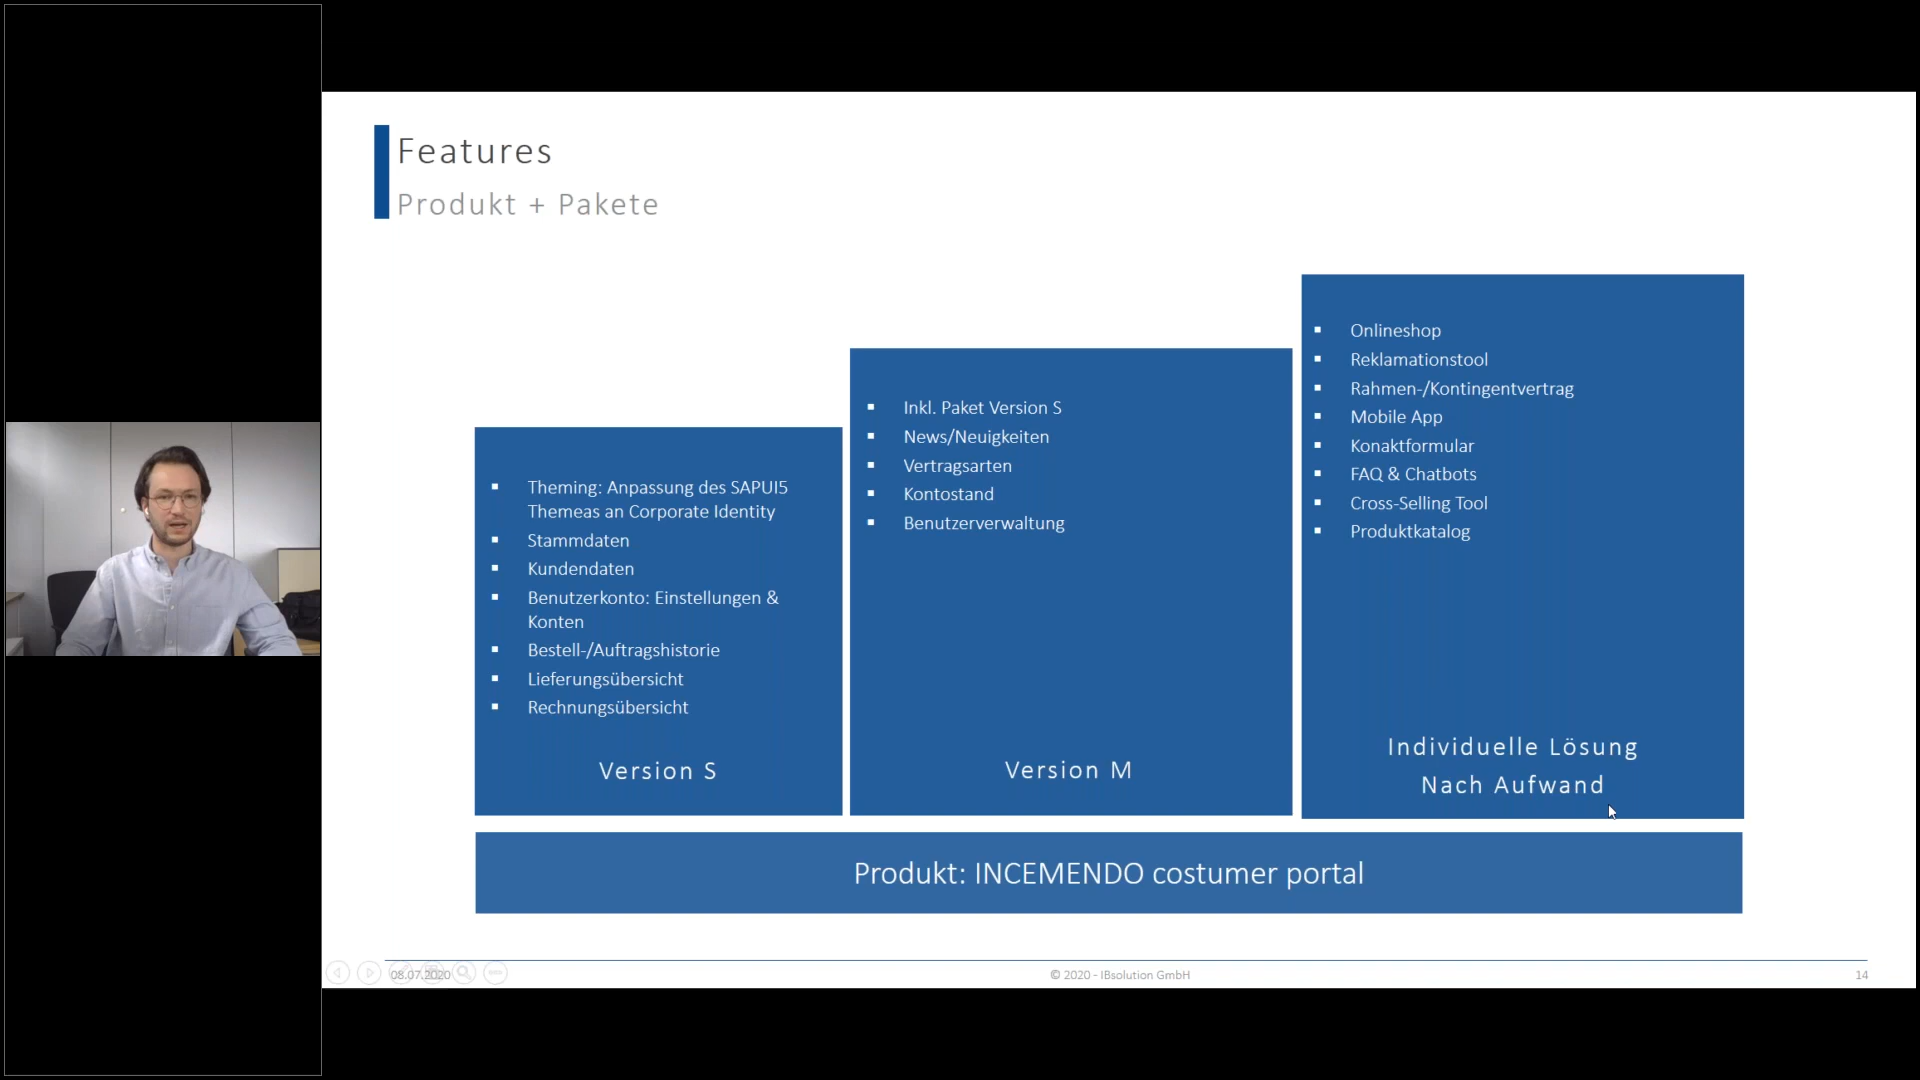 Features
Produkt + Pakete
Theming: Anpassung des SAPUI5
Themeas an Corporate Identity
Stammdaten
Kundendaten
Benutzerkonto: Einstellungen &
Konten
Bestell-/Auftragshistorie
Lieferungsübersicht
Rechnungsübersicht
Version S
Inkl. Paket Version S
News/Neuigkeiten
Vertragsarten
Kontostand
Benutzerverwaltung
Version M
Onlineshop
Reklamationstool
Rahmen-/Kontingentvertrag
Mobile App
Konaktformular
FAQ & Chatbots
Cross-Selling Tool
Produktkatalog
Individuelle Lösung
Nach Aufwand
Produkt: INCEMENDO costumer portal
08.07.2020
© 2020 - IBsolution GmbH
14